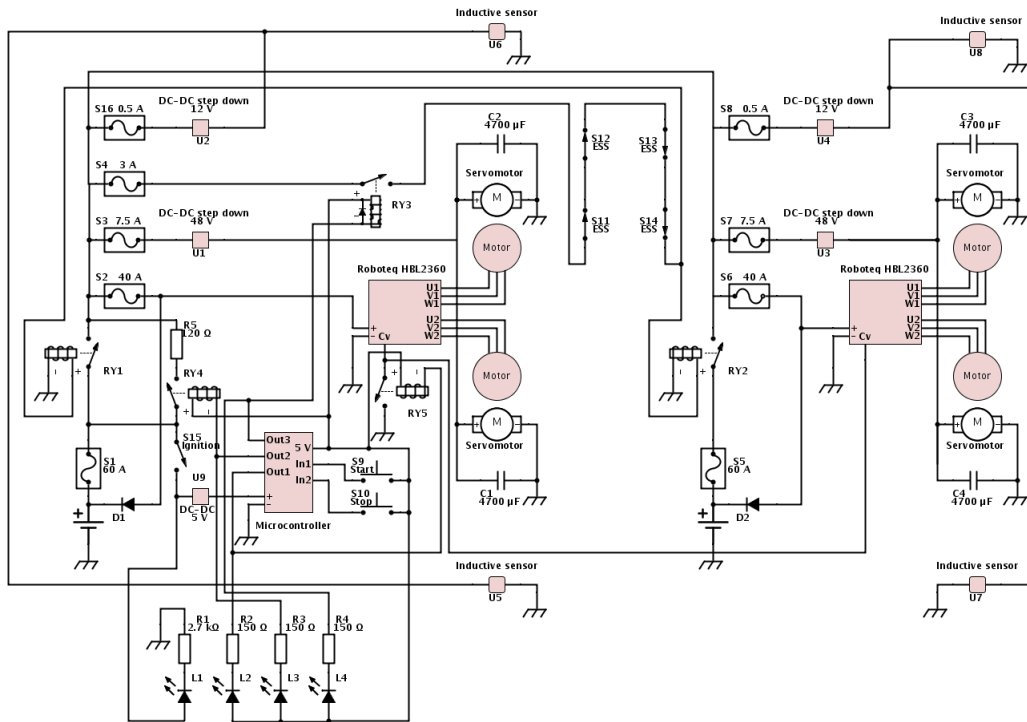 Inductive sensor
U6
Inductive sensor
U8
S16 0.5 A
DC-DC step down
12 V
U2
C2
4700 µF
S8 0.5 A
DC-DC step down
12 V
U4
C3
4700 µF
S12
ESS
S13
ESS
S4 3 A
RY3
+
-
Servomotor
+ M -
Servomotor
+ M -
S3 7.5 A
DC-DC step down
48 V
U1
S11
ESS
S14
ESS
S7 7.5 A
DC-DC step down
48 V
U3
Motor
Motor
S2 40 A
Roboteq HBL2360
U1
V1
W1
U2
V2
W2
+
-
Cv
S6 40 A
Roboteq HBL2360
U1
V1
W1
U2
V2
W2
+
-
Cv
R5
120 Ω
RY1
+
-
RY4
+
-
RY5
+
-
RY2
+
-
Motor
Motor
+ M -
Servomotor
+ M -
Servomotor
S15
Ignition
S1
60 A
U9
DC-DC
5 V
Out3
Out2
Out1
5 V
In1
In2
+
-
Microcontroller
S9
Start
S10
Stop
C1
4700 µF
S5
60 A
C4
4700 µF
+
D1
+
D2
Inductive sensor
U5
Inductive sensor
U7
R1
2.7 kΩ
R2
150 Ω
R3
150 Ω
R4
150 Ω
L1
L2
L3
L4